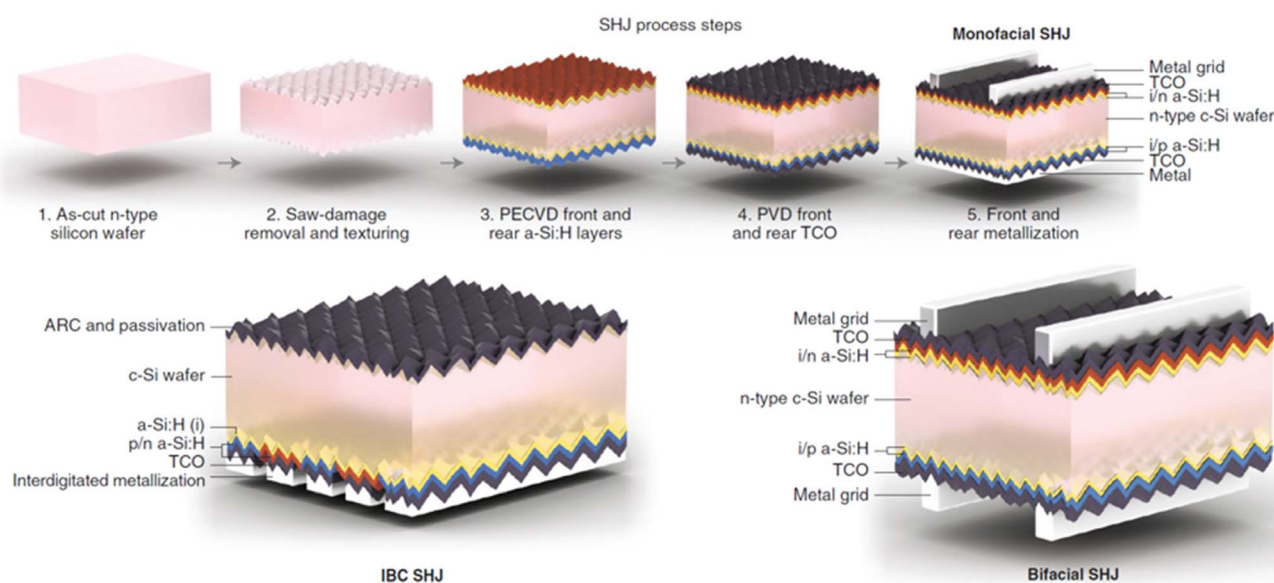 SHJ process steps
Monofacial SHJ
Metal grid
TCO
i/n a-Si:H
n-type c-Si wafer
i/p a-Si:H
TCO
Metal
1. As-cut n-type
silicon wafer
2. Saw-damage
removal and texturing
3. PECVD front and
rear a-Si:H layers
4. PVD front
and rear TCO
5. Front and
rear metallization
ARC and passivation
c-Si wafer
a-Si:H (i)
p/n a-Si:H
TCO
Interdigitated metallization
IBC SHJ
Metal grid
TCO
i/n a-Si:H
n-type c-Si wafer
i/p a-Si:H
TCO
Metal grid
Bifacial SHJ